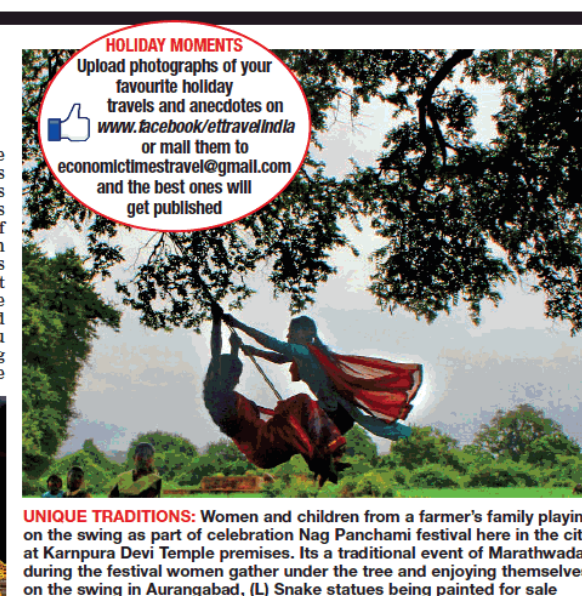 HOLIDAY MOMENTS
Upload photographs of your
favourite holiday
travels and anecdotes on
www.facebook/ettravelindia
or mail them to
economictimestravel@gmail.com
and the best ones will
get published
UNIQUE TRADITIONS: Women and children from a farmer's family
on the swing as part of celebration Nag Panchami festival here in the
at Karnpura Devi Temple premises. Its a traditional event of Marathwada
during the festival women gather under the tree and enjoying
on the swing in Aurangabad, (L) Snake statues being painted for sale